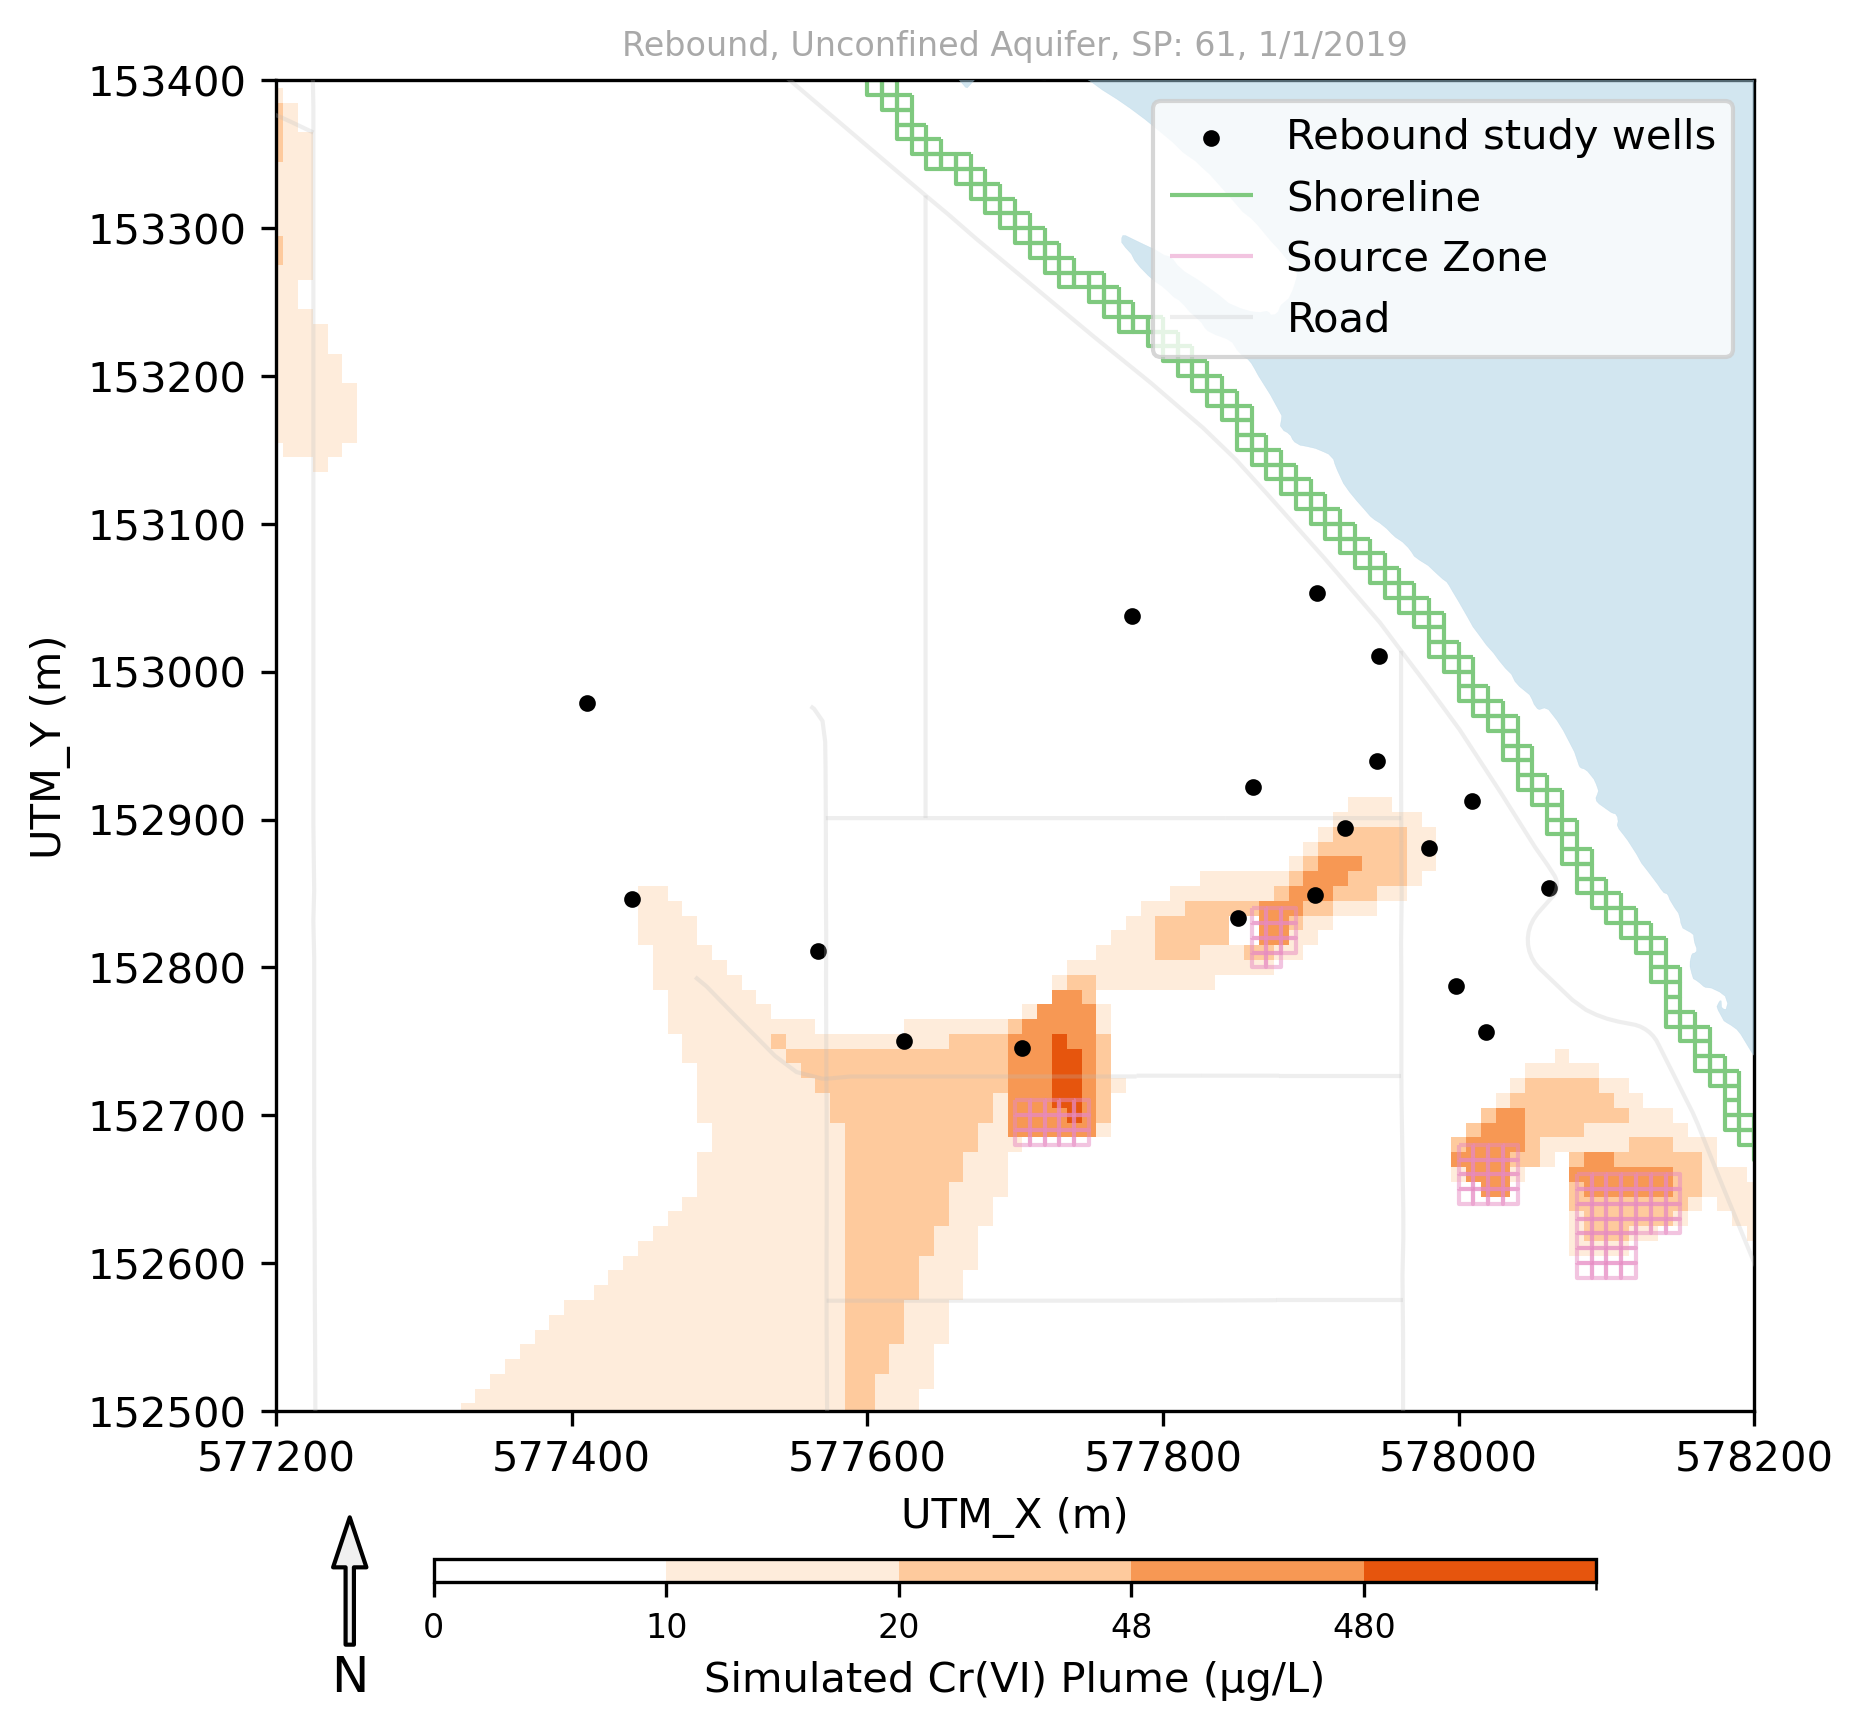 Rebound, Unconfined Aquifer, SP: 61, 1/1/2019
153400
153300
153200
153100
153000
152900
152800
152700
152600
152500
UTM_Y (m)
Rebound study wells
Shoreline
Source Zone
Road
577200 577400 577600 577800 578000 578200
UTM_X (m)
N
0 10 20 48 480
Simulated Cr(VI) Plume (μg/L)